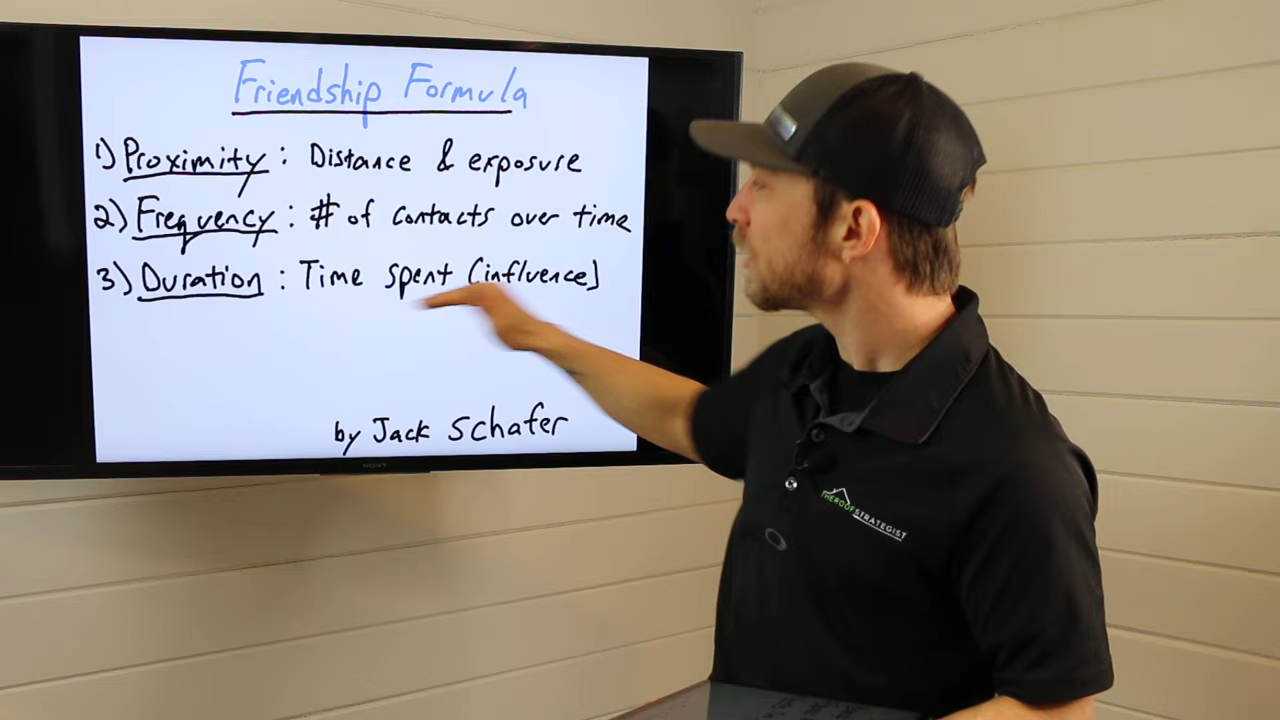 Friendship Formula
1) Proximity : Distance & exposure
2) Frequency : # of contacts over time
3) Duration : Time spent (influence]
by Jack Schafer
SONY
THEROOFSTRATEGIST